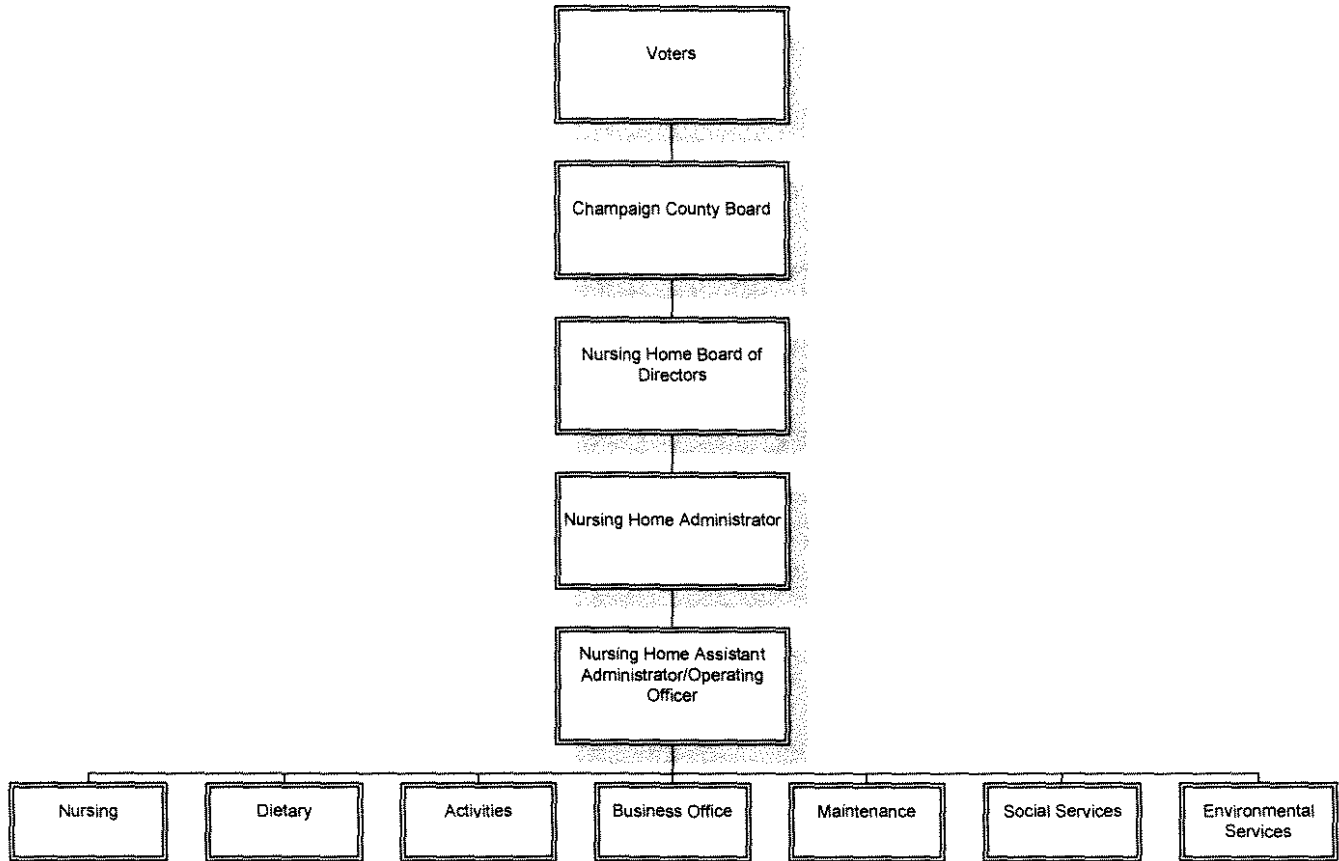 Voters
Champaign County Board
Nursing Home Board of
Directors
Nursing Home Administrator
Nursing Home Assistant
Administrator/Operating
Officer
Nursing
Dietary
Activities
Business Office
Maintenance
Social Services
Environmental
Services